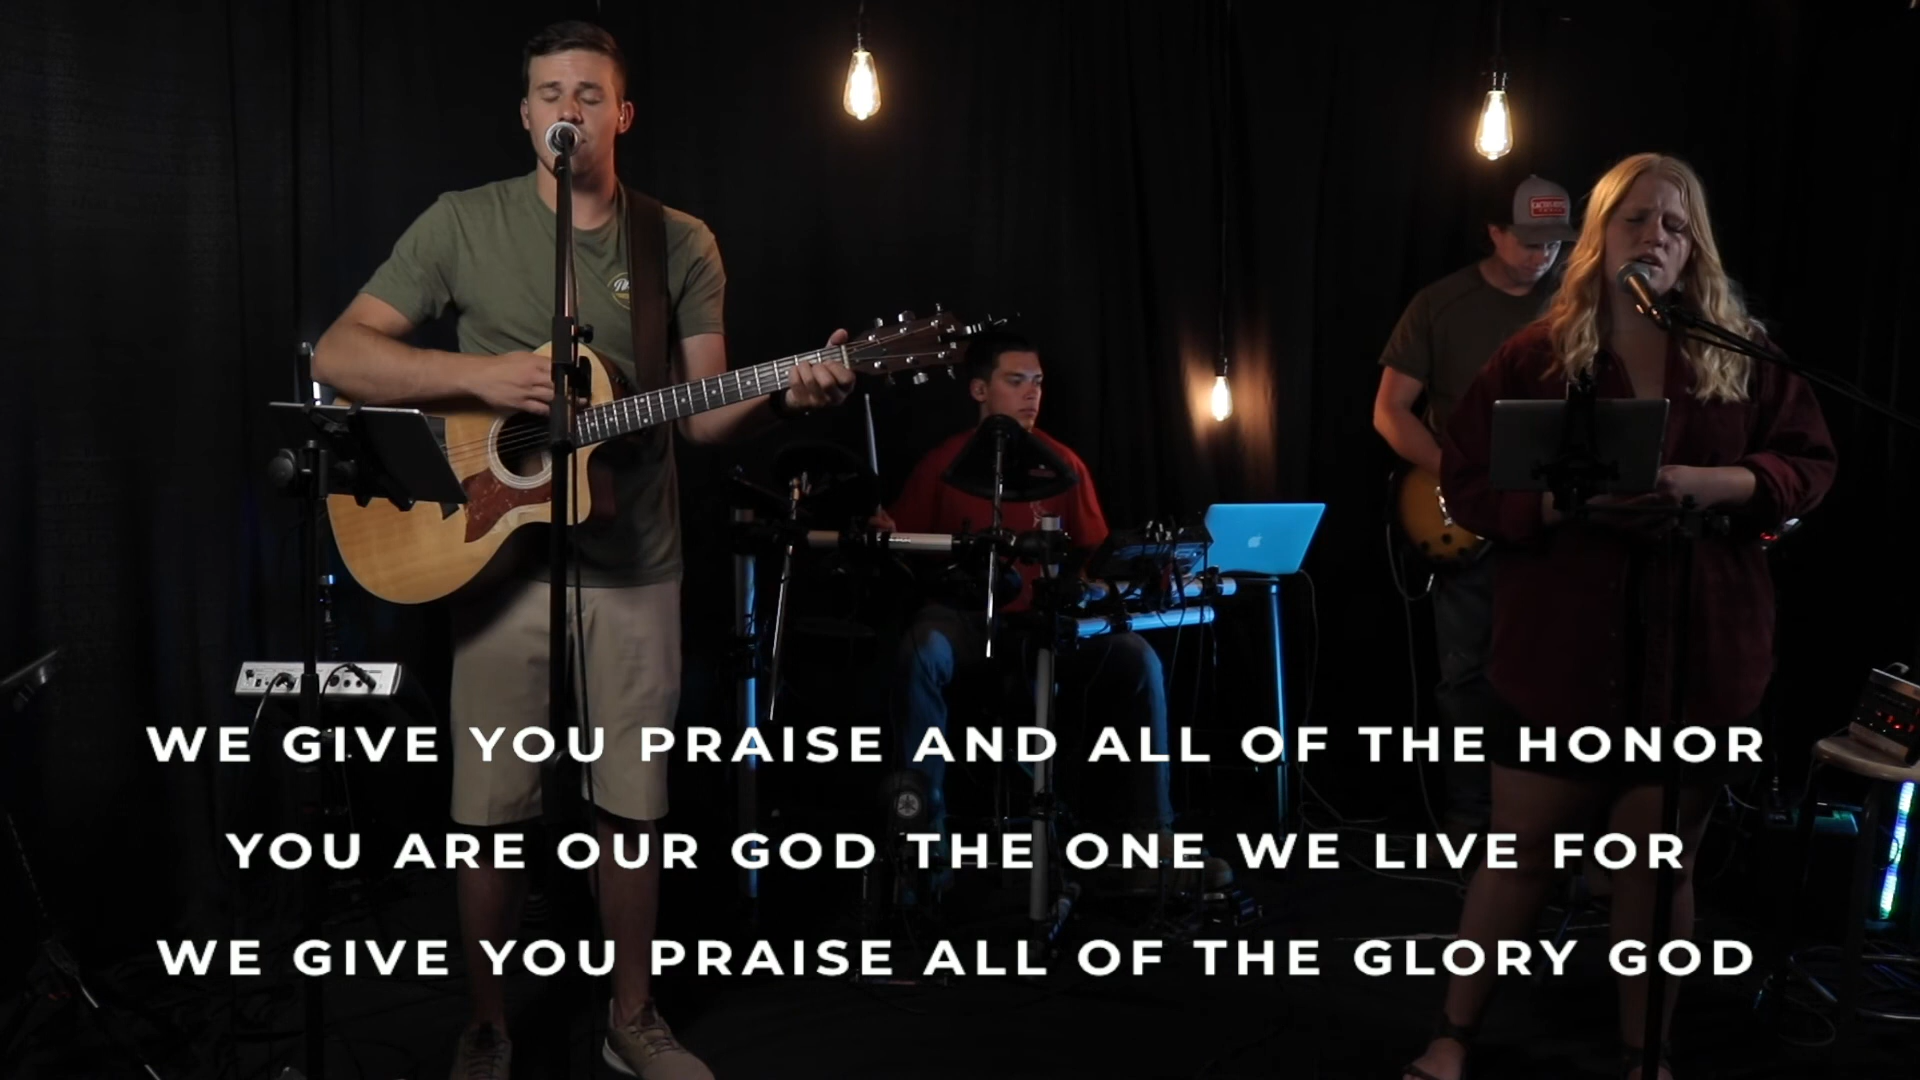 WE GIVE YOU PRAISE AND ALL OF THE HONOR
YOU ARE OUR GOD THE ONE WE LIVE FOR
WE GIVE YOU PRAISE ALL OF THE GLORY GOD